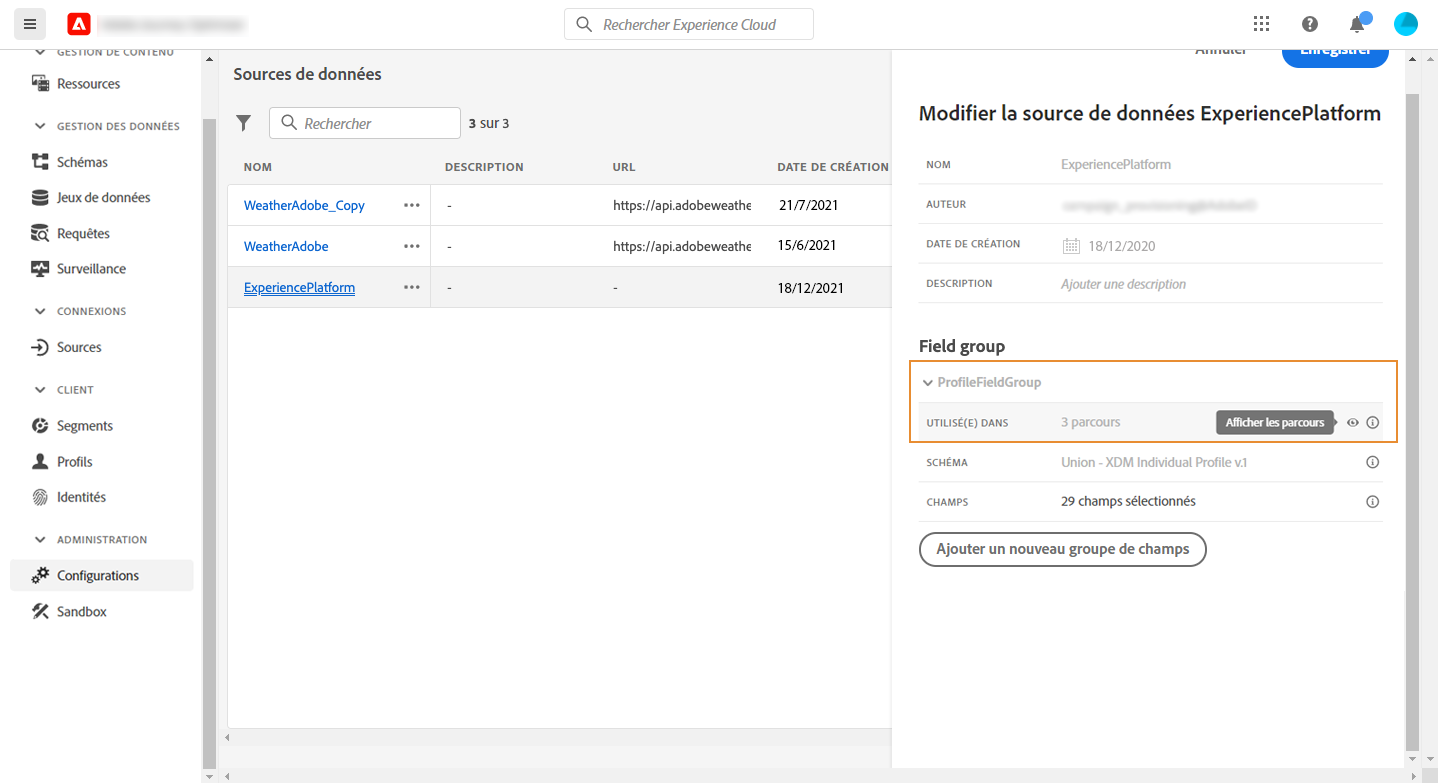 Rechercher Experience Cloud
GESTION DE CONTENU
Ressources
GESTION DES DONNÉES
Schémas
Jeux de données
Requêtes
Surveillance
CONNEXIONS
Sources
CLIENT
Segments
Profils
Identités
ADMINISTRATION
Configurations
Sandbox
Sources de données
Rechercher
3 sur 3
NOM DESCRIPTION URL DATE DE CRÉATION
WeatherAdobe_Copy ••• - https://api.adobeweathe 21/7/2021
WeatherAdobe ••• - https://api.adobeweathe 15/6/2021
ExperiencePlatform ••• - - 18/12/2021
Annuler Enregistrer
Modifier la source de données ExperiencePlatform
NOM ExperiencePlatform
AUTEUR
DATE DE CRÉATION 18/12/2020
DESCRIPTION Ajouter une description
Field group
ProfileFieldGroup
UTILISÉ(E) DANS 3 parcours Afficher les parcours
SCHÉMA Union - XDM Individual Profile v.1
CHAMPS 29 champs sélectionnés
Ajouter un nouveau groupe de champs